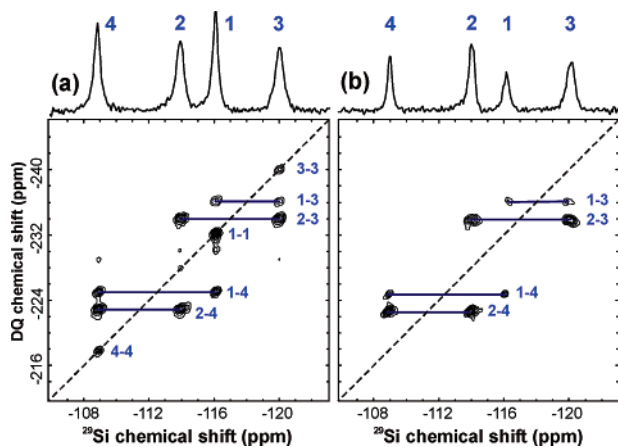 4 2 1 3
4 2 1 3
(a)
(b)
DQ chemical shift (ppm)
-240
-232
-224
-216
3-3
1-3
2-3
1-1
1-4
2-4
4-4
1-3
2-3
1-4
2-4
-108 -112 -116 -120
-108 -112 -116 -120
²⁹Si chemical shift (ppm)
²⁹Si chemical shift (ppm)